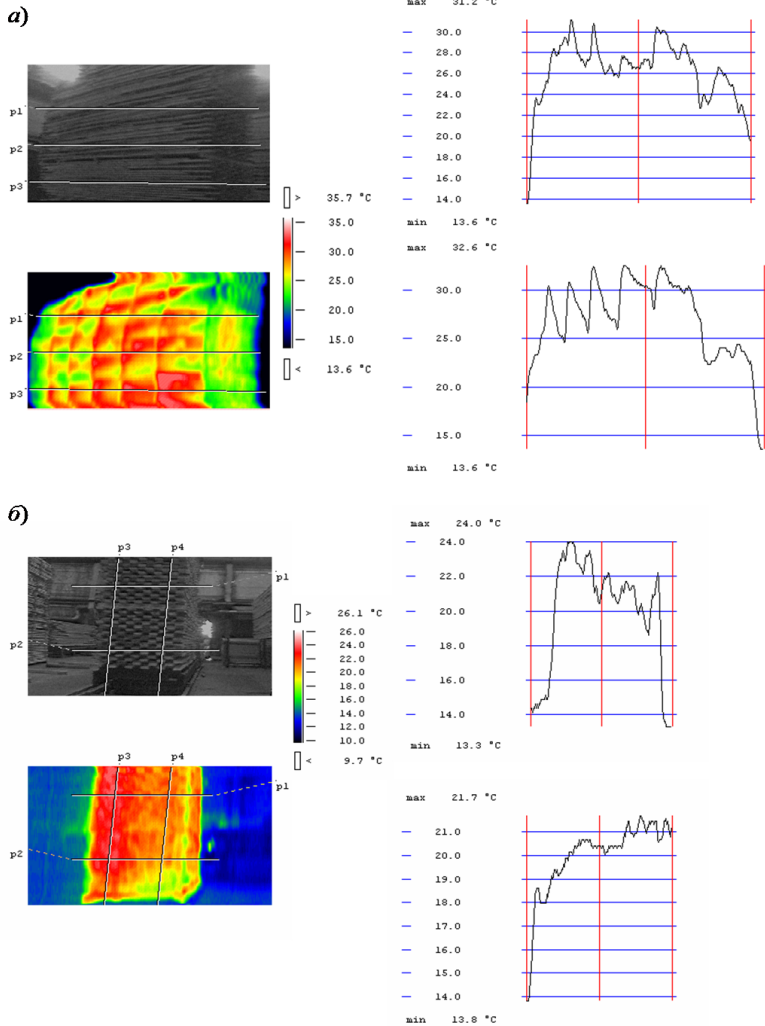 а)
max 31.2 °C
30.0
28.0
26.0
24.0
22.0
20.0
18.0
16.0
14.0
min 13.6 °C
p1
p2
p3
> 35.7 °C
35.0
30.0
25.0
20.0
15.0
< 13.6 °C
p1
p2
p3
max 32.6 °C
30.0
25.0
20.0
15.0
min 13.6 °C
б)
p3 p4
p1
p2
> 26.1 °C
26.0
24.0
22.0
20.0
18.0
16.0
14.0
12.0
10.0
< 9.7 °C
p3 p4
p1
p2
max 24.0 °C
24.0
22.0
20.0
18.0
16.0
14.0
min 13.3 °C
max 21.7 °C
21.0
20.0
19.0
18.0
17.0
16.0
15.0
14.0
min 13.8 °C